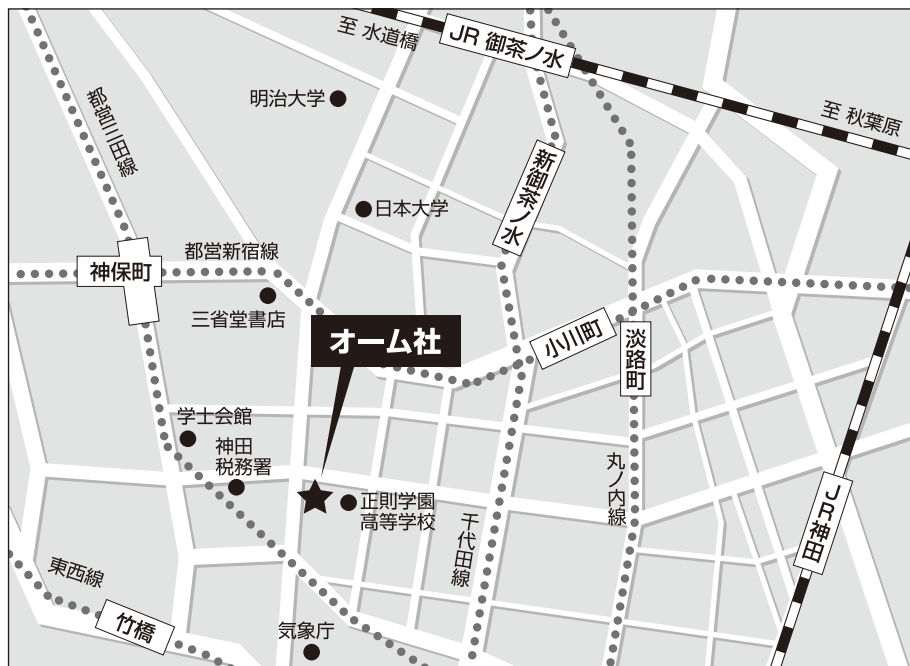 至 水道橋
JR 御茶ノ水
明治大学
至 秋葉原
都営三田線
新御茶ノ水
日本大学
都営新宿線
神保町
三省堂書店
オーム社
小川町
淡路町
学士会館
神田
税務署
丸ノ内線
正則学園
高等学校
JR神田
千代田線
東西線
竹橋
気象庁